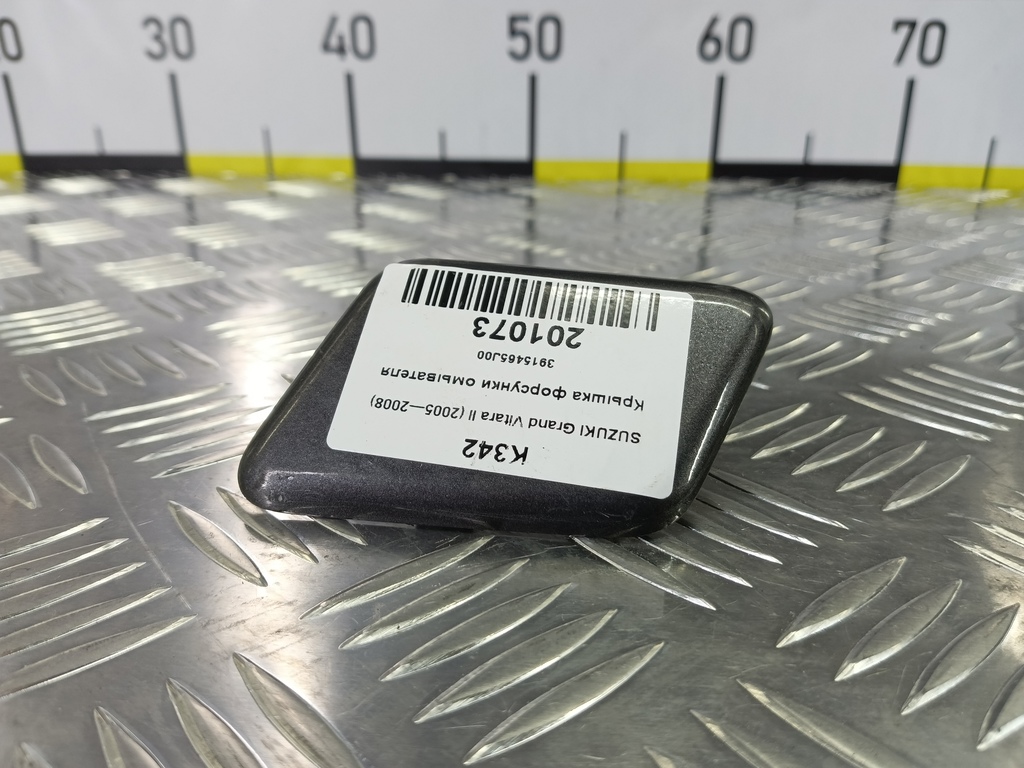 30 40 50 60 70
K342
SUZUKI Grand Vitara II (2005—2008)
Крышка форсунки омывателя
3915465J00
201073